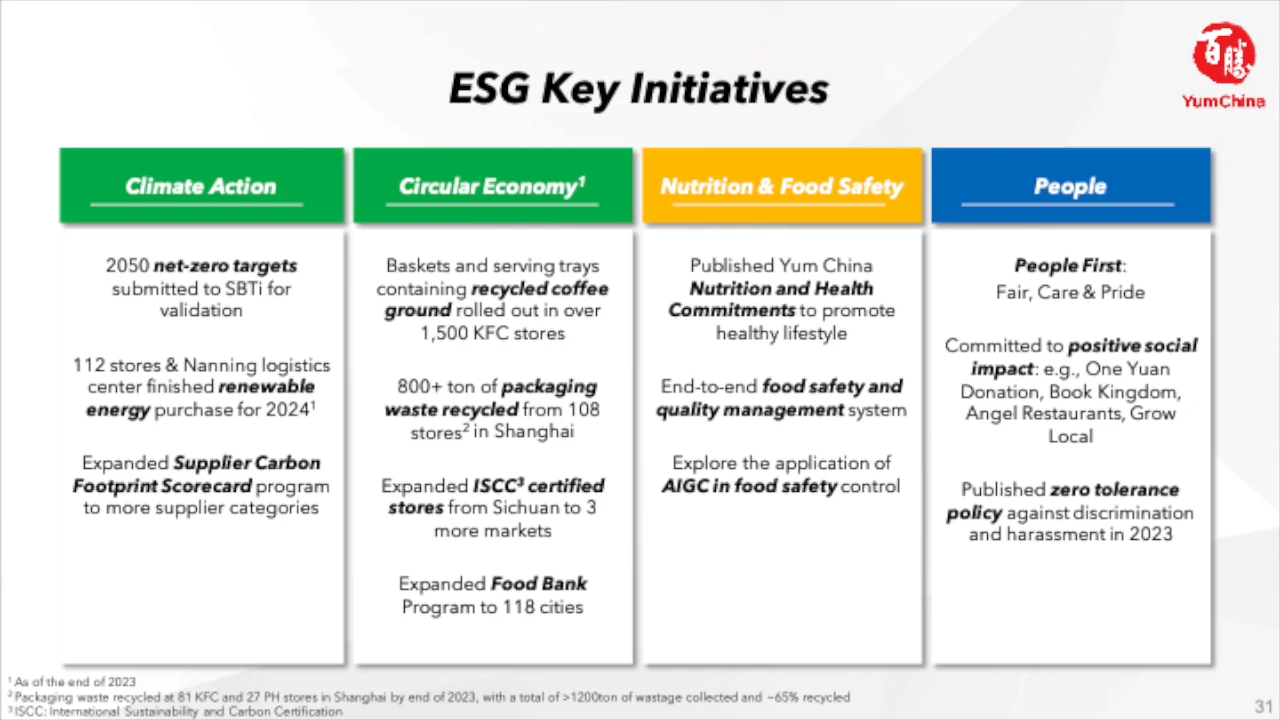 百勝
YumChina
ESG Key Initiatives
Climate Action
2050 net-zero targets
submitted to SBTi for
validation
112 stores & Nanning logistics
center finished renewable
energy purchase for 2024¹
Expanded Supplier Carbon
Footprint Scorecard program
to more supplier categories
Circular Economy¹
Baskets and serving trays
containing recycled coffee
ground rolled out in over
1,500 KFC stores
800+ ton of packaging
waste recycled from 108
stores² in Shanghai
Expanded ISCC³ certified
stores from Sichuan to 3
more markets
Expanded Food Bank
Program to 118 cities
Nutrition & Food Safety
Published Yum China
Nutrition and Health
Commitments to promote
healthy lifestyle
End-to-end food safety and
quality management system
Explore the application of
AIGC in food safety control
People
People First:
Fair, Care & Pride
Committed to positive social
impact: e.g., One Yuan
Donation, Book Kingdom,
Angel Restaurants, Grow
Local
Published zero tolerance
policy against discrimination
and harassment in 2023
¹ As of the end of 2023
² Packaging waste recycled at 81 KFC and 27 PH stores in Shanghai by end of 2023, with a total of >1200ton of wastage collected and ~65% recycled
³ ISCC: International Sustainability and Carbon Certification
31